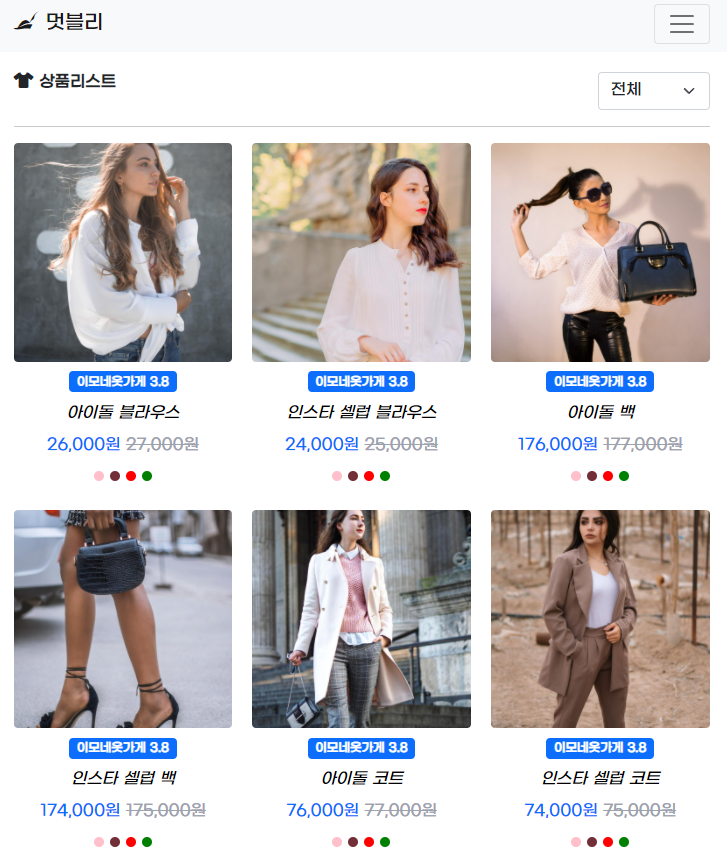 멋블리
상품리스트
전체
이모네옷가게 3.8
아이돌 블라우스
26,000원 27,000원
이모네옷가게 3.8
인스타 셀럽 블라우스
24,000원 25,000원
이모네옷가게 3.8
아이돌 백
176,000원 177,000원
이모네옷가게 3.8
인스타 셀럽 백
174,000원 175,000원
이모네옷가게 3.8
아이돌 코트
76,000원 77,000원
이모네옷가게 3.8
인스타 셀럽 코트
74,000원 75,000원